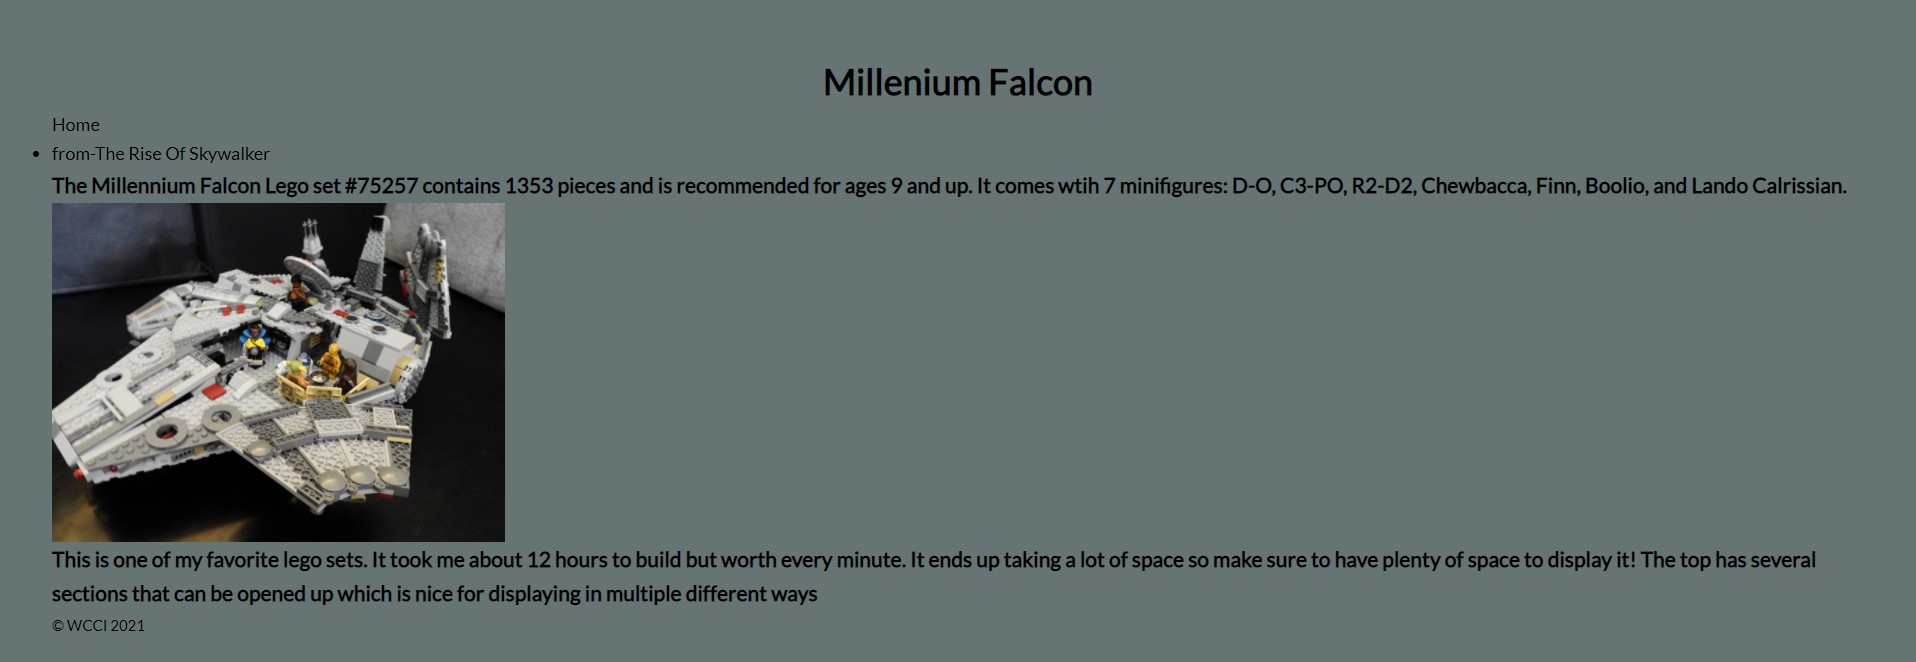 Millenium Falcon
Home
from-The Rise Of Skywalker
The Millennium Falcon Lego set #75257 contains 1353 pieces and is recommended for ages 9 and up. It comes wtih 7 minifigures: D-O, C3-PO, R2-D2, Chewbacca, Finn, Boolio, and Lando Calrissian.
This is one of my favorite lego sets. It took me about 12 hours to build but worth every minute. It ends up taking a lot of space so make sure to have plenty of space to display it! The top has several
sections that can be opened up which is nice for displaying in multiple different ways
© WCCI 2021